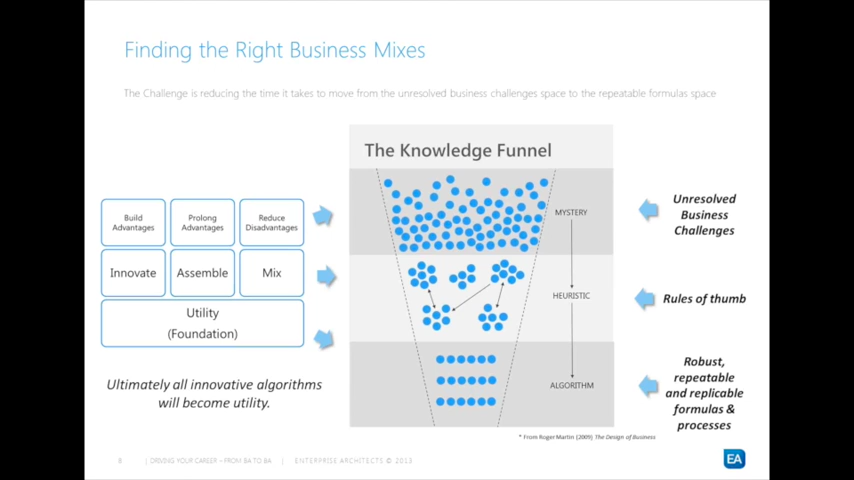 Finding the Right Business Mixes
The Challenge is reducing the time it takes to move from the unresolved business challenges space to the repeatable formulas space
The Knowledge Funnel
Build
Advantages
Prolong
Advantages
Reduce
Disadvantages
Innovate
Assemble
Mix
Utility
(Foundation)
Ultimately all innovative algorithms
will become utility.
MYSTERY
HEURISTIC
ALGORITHM
Unresolved
Business
Challenges
Rules of thumb
Robust,
repeatable
and replicable
formulas &
processes
* From Roger Martin (2009) The Design of Business
8 | DRIVING YOUR CAREER – FROM BA TO BA | ENTERPRISE ARCHITECTS © 2013
EA